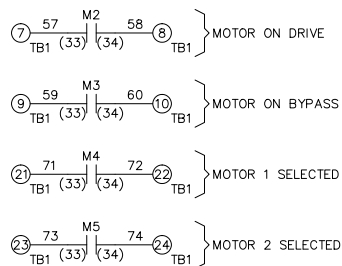 M2
7 57 58 8 MOTOR ON DRIVE
TB1 (33) (34) TB1
M3
9 59 60 10 MOTOR ON BYPASS
TB1 (33) (34) TB1
M4
21 71 72 22 MOTOR 1 SELECTED
TB1 (33) (34) TB1
M5
23 73 74 24 MOTOR 2 SELECTED
TB1 (33) (34) TB1